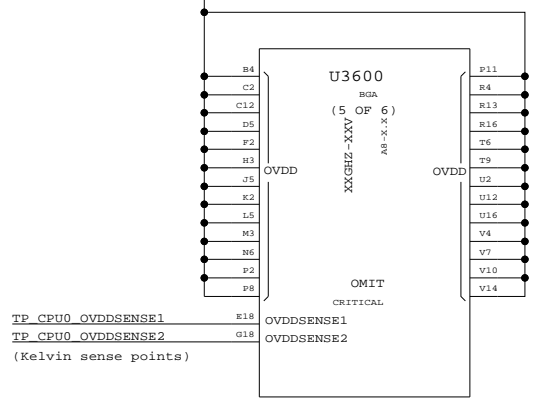 B4
C2
C12
D5
F2
H3
J5
K2
L5
M3
N6
P2
P8
OVDD
U3600
BGA
(5 OF 6)
XXGHZ-XXV
A8-X.X
OVDD
P11
R4
R13
R16
T6
T9
U2
U12
U16
V4
V7
V10
V14
OMIT
CRITICAL
TP_CPU0_OVDDSENSE1 E18 OVDDSENSE1
TP_CPU0_OVDDSENSE2 G18 OVDDSENSE2
(Kelvin sense points)